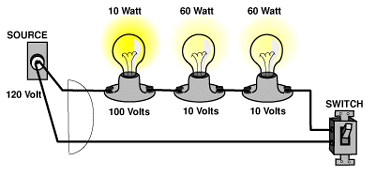 10 Watt
60 Watt
60 Watt
SOURCE
120 Volt
100 Volts
10 Volts
10 Volts
SWITCH